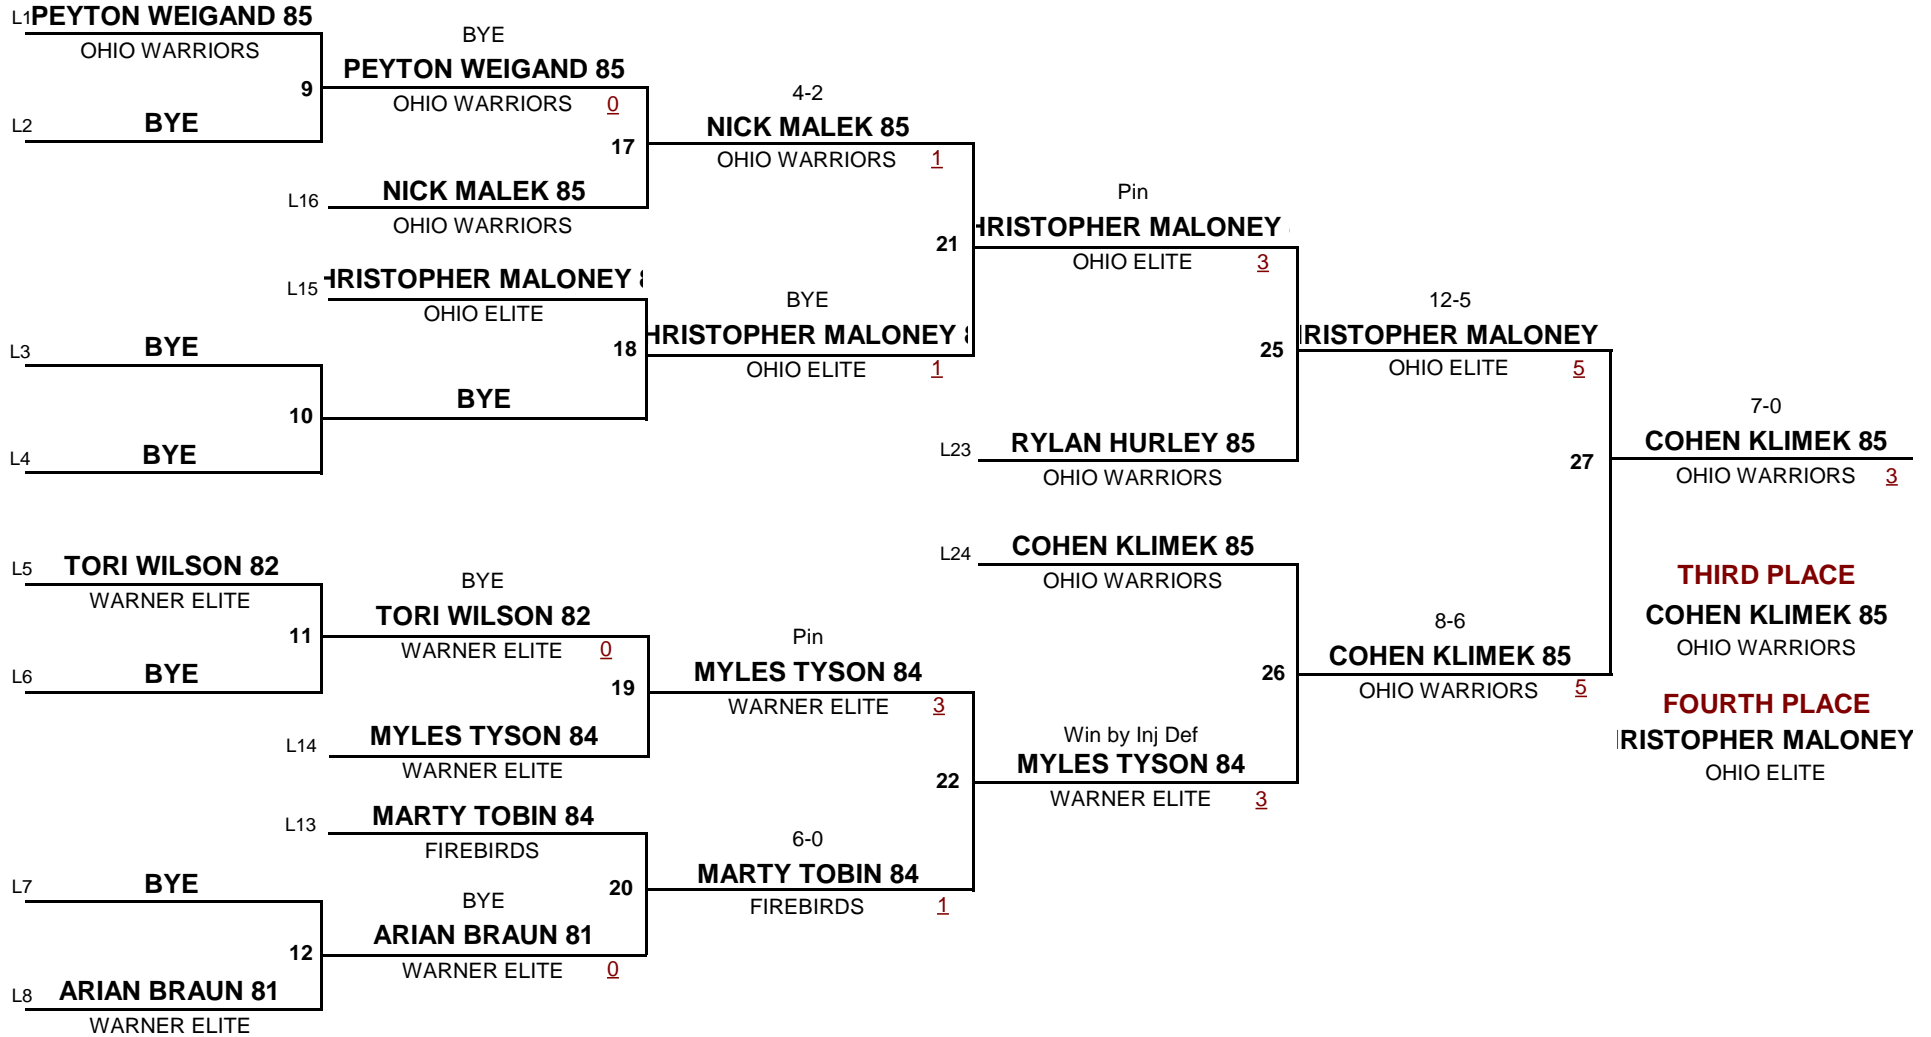 L1 PEYTON WEIGAND 85
OHIO WARRIORS
9
L2 BYE
BYE
PEYTON WEIGAND 85
OHIO WARRIORS 0
17
L16 NICK MALEK 85
OHIO WARRIORS
4-2
NICK MALEK 85
OHIO WARRIORS 1
L15 HRISTOPHER MALONEY
OHIO ELITE
18
L3 BYE
10
L4 BYE
BYE
BYE
HRISTOPHER MALONEY
OHIO ELITE 1
21
Pin
HRISTOPHER MALONEY
OHIO ELITE 3
25
L23 RYLAN HURLEY 85
OHIO WARRIORS
12-5
RISTOPHER MALONEY
OHIO ELITE 5
27
7-0
COHEN KLIMEK 85
OHIO WARRIORS 3
L5 TORI WILSON 82
WARNER ELITE
11
L6 BYE
BYE
TORI WILSON 82
WARNER ELITE 0
19
L14 MYLES TYSON 84
WARNER ELITE
Pin
MYLES TYSON 84
WARNER ELITE 3
L13 MARTY TOBIN 84
FIREBIRDS
20
L7 BYE
12
L8 ARIAN BRAUN 81
WARNER ELITE
BYE
ARIAN BRAUN 81
WARNER ELITE 0
6-0
MARTY TOBIN 84
FIREBIRDS 1
22
Win by Inj Def
MYLES TYSON 84
WARNER ELITE 3
L24 COHEN KLIMEK 85
OHIO WARRIORS
26
8-6
COHEN KLIMEK 85
OHIO WARRIORS 5
THIRD PLACE
COHEN KLIMEK 85
OHIO WARRIORS
FOURTH PLACE
RISTOPHER MALONEY
OHIO ELITE